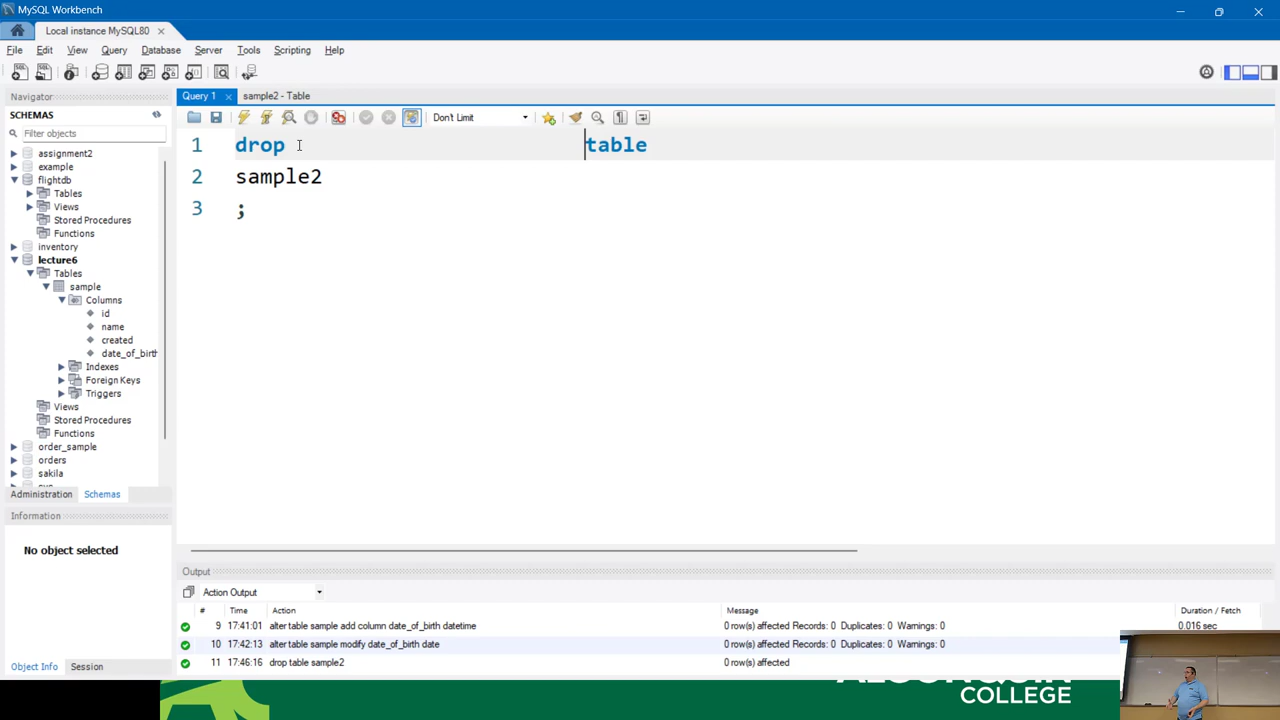 MySQL Workbench
Local instance MySQL80
File Edit View Query Database Server Tools Scripting Help
Navigator
SCHEMAS
Filter objects
assignment2
example
flightdb
Tables
Views
Stored Procedures
Functions
inventory
lecture6
Tables
sample
Columns
id
name
created
date_of_birth
Indexes
Foreign Keys
Triggers
Views
Stored Procedures
Functions
order_sample
orders
sakila
Administration Schemas
Information
No object selected
Object Info Session
Query 1 sample2 - Table
Don't Limit
1 drop table
2 sample2
3 ;
Output
Action Output
# Time Action Message Duration / Fetch
9 17:41:01 alter table sample add column date_of_birth datetime 0 row(s) affected Records: 0 Duplicates: 0 Warnings: 0 0.016 sec
10 17:42:13 alter table sample modify date_of_birth date 0 row(s) affected Records: 0 Duplicates: 0 Warnings: 0
11 17:46:16 drop table sample2 0 row(s) affected
COLLEGE